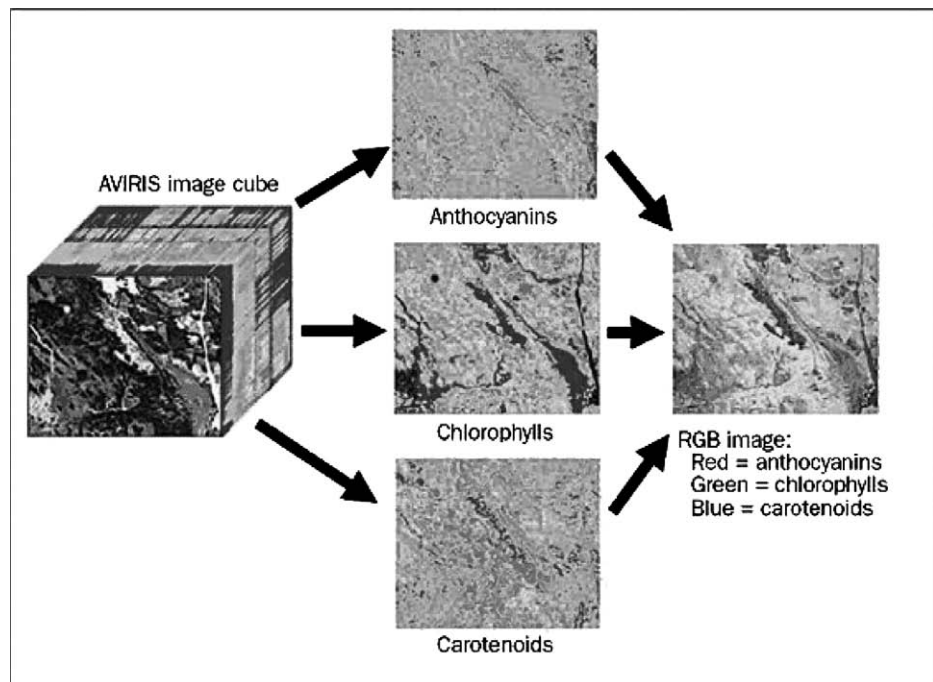 AVIRIS image cube
Anthocyanins
Chlorophylls
Carotenoids
RGB image:
Red = anthocyanins
Green = chlorophylls
Blue = carotenoids